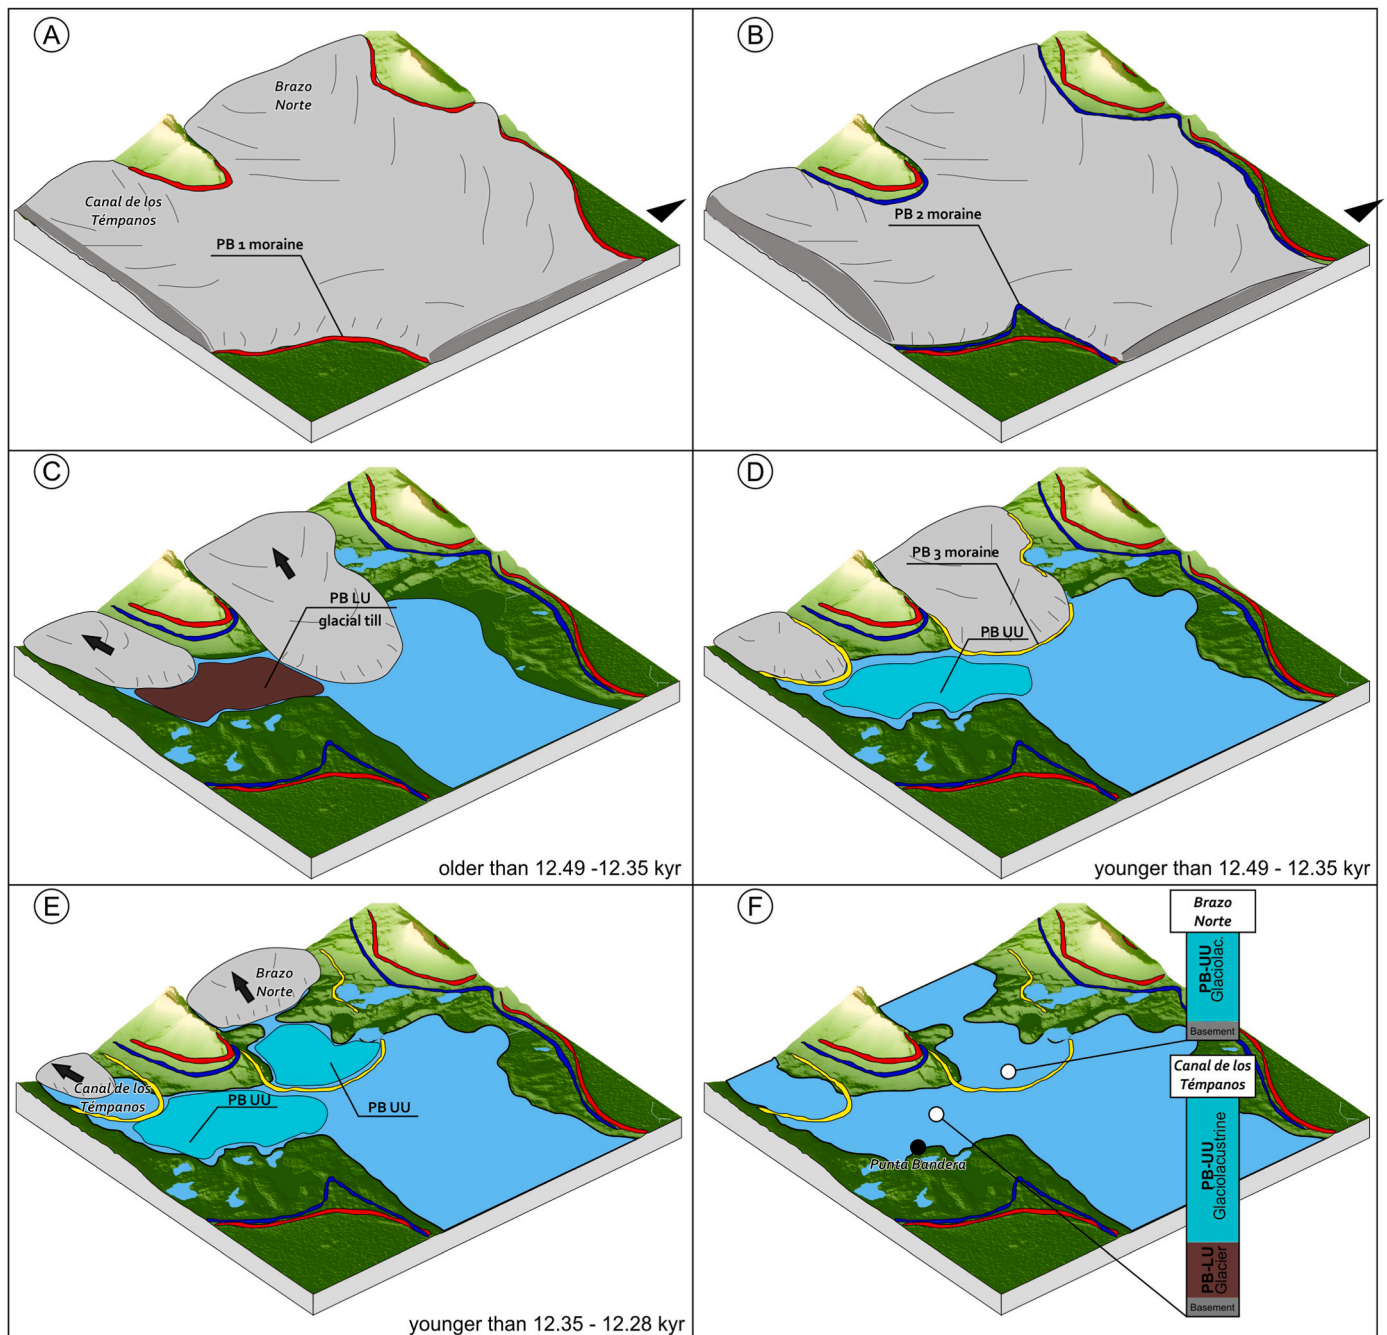 A
Brazo
Norte
Canal de los
Témpanos
PB 1 moraine
B
PB 2 moraine
C
PB LU
glacial till
older than 12.49 -12.35 kyr
D
PB 3 moraine
PB UU
younger than 12.49 - 12.35 kyr
E
Brazo
Norte
Canal de los
Témpanos
PB UU
PB UU
younger than 12.35 - 12.28 kyr
F
Brazo
Norte
PB-UU
Glaciolac.
Basement
Canal de los
Témpanos
PB-UU
Glaciolacustrine
PB-LU
Glacier
Basement
Punta Bandera